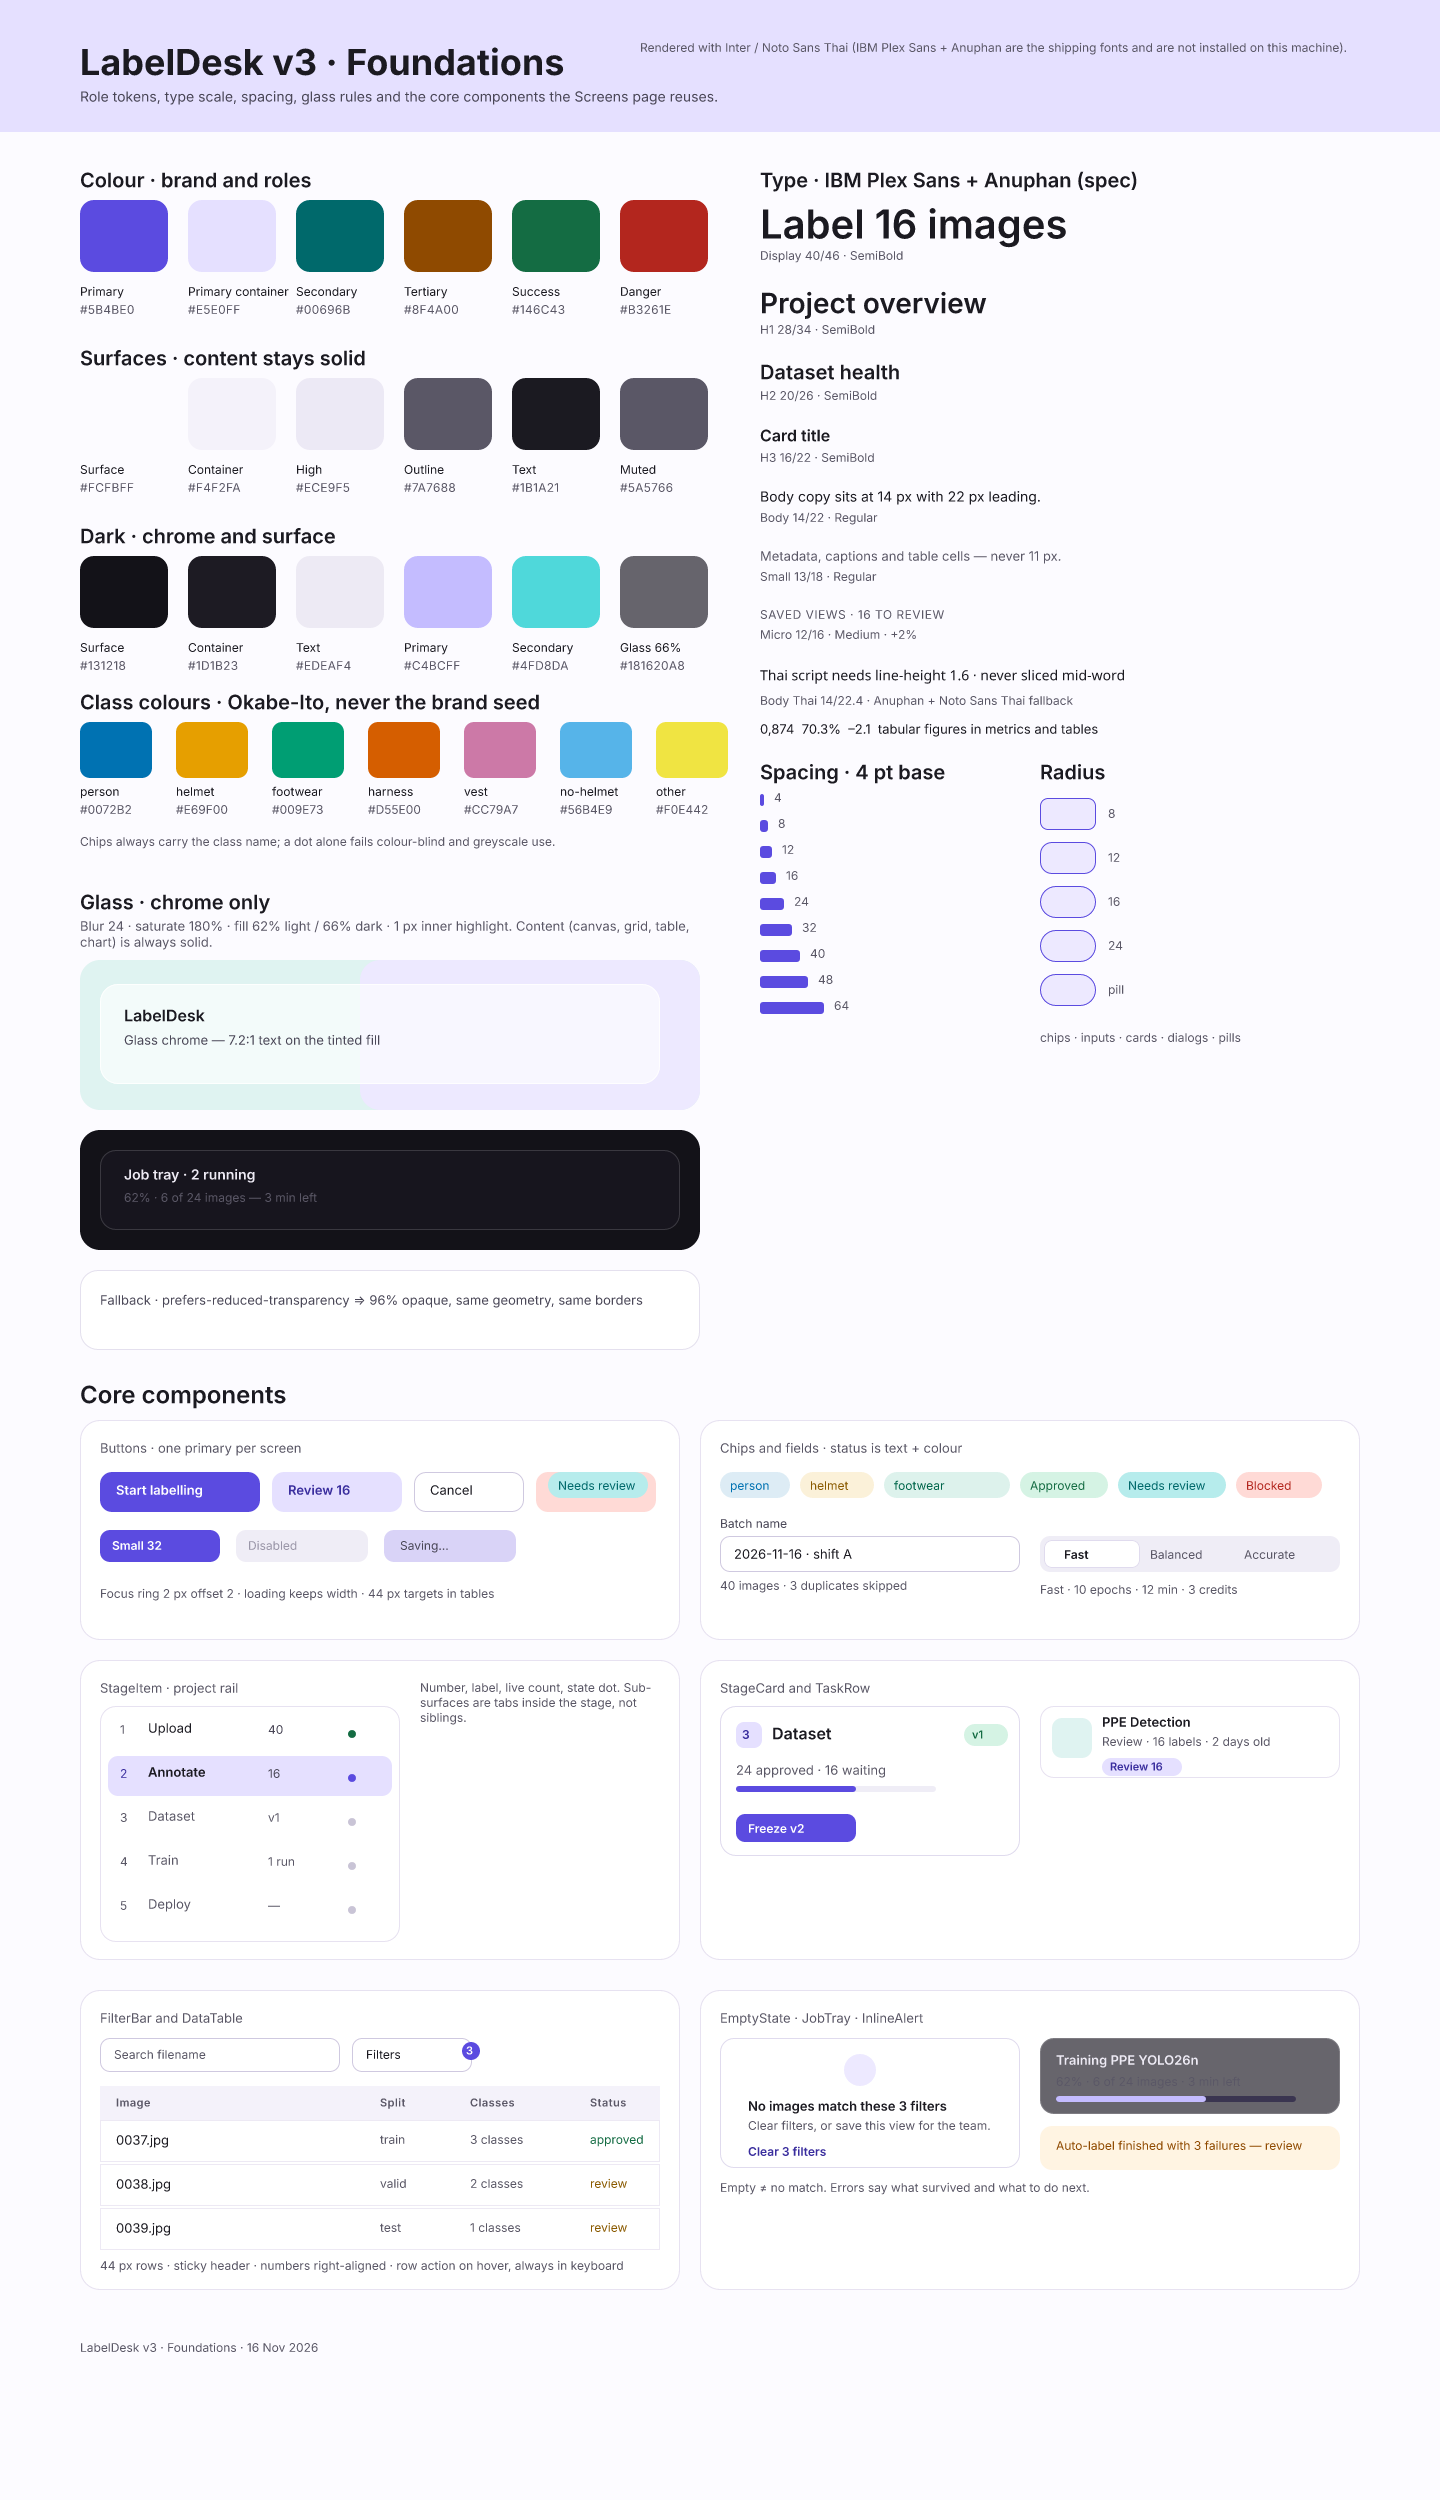 LabelDesk v3 · Foundations
Rendered with Inter / Noto Sans Thai (IBM Plex Sans + Anuphan are the shipping fonts and are not installed on this machine).
Role tokens, type scale, spacing, glass rules and the core components the Screens page reuses.
Colour · brand and roles
Primary
#5B4BE0
Primary container
#E5E0FF
Secondary
#00696B
Tertiary
#8F4A00
Success
#146C43
Danger
#B3261E
Surfaces · content stays solid
Surface
#FCFBFF
Container
#F4F2FA
High
#ECE9F5
Outline
#7A7688
Text
#1B1A21
Muted
#5A5766
Dark · chrome and surface
Surface
#131218
Container
#1D1B23
Text
#EDEAF4
Primary
#C4BCFF
Secondary
#4FD8DA
Glass 66%
#181620A8
Class colours · Okabe-Ito, never the brand seed
person
#0072B2
helmet
#E69F00
footwear
#009E73
harness
#D55E00
vest
#CC79A7
no-helmet
#56B4E9
other
#F0E442
Chips always carry the class name; a dot alone fails colour-blind and greyscale use.
Glass · chrome only
Blur 24 · saturate 180% · fill 62% light / 66% dark · 1 px inner highlight. Content (canvas, grid, table,
chart) is always solid.
LabelDesk
Glass chrome — 7.2:1 text on the tinted fill
Job tray · 2 running
62% · 6 of 24 images — 3 min left
Fallback · prefers-reduced-transparency ⇒ 96% opaque, same geometry, same borders
Type · IBM Plex Sans + Anuphan (spec)
Label 16 images
Display 40/46 · SemiBold
Project overview
H1 28/34 · SemiBold
Dataset health
H2 20/26 · SemiBold
Card title
H3 16/22 · SemiBold
Body copy sits at 14 px with 22 px leading.
Body 14/22 · Regular
Metadata, captions and table cells — never 11 px.
Small 13/18 · Regular
SAVED VIEWS · 16 TO REVIEW
Micro 12/16 · Medium · +2%
Thai script needs line-height 1.6 · never sliced mid-word
Body Thai 14/22.4 · Anuphan + Noto Sans Thai fallback
0,874 70.3% −2.1 tabular figures in metrics and tables
Spacing · 4 pt base
4
8
12
16
24
32
40
48
64
Radius
8
12
16
24
pill
chips · inputs · cards · dialogs · pills
Core components
Buttons · one primary per screen
Start labelling
Review 16
Cancel
Needs review
Small 32
Disabled
Saving…
Focus ring 2 px offset 2 · loading keeps width · 44 px targets in tables
Chips and fields · status is text + colour
person
helmet
footwear
Approved
Needs review
Blocked
Batch name
2026-11-16 · shift A
40 images · 3 duplicates skipped
Fast
Balanced
Accurate
Fast · 10 epochs · 12 min · 3 credits
StageItem · project rail
1 Upload 40
2 Annotate 16
3 Dataset v1
4 Train 1 run
5 Deploy —
Number, label, live count, state dot. Sub-
surfaces are tabs inside the stage, not
siblings.
StageCard and TaskRow
3 Dataset v1
24 approved · 16 waiting
Freeze v2
PPE Detection
Review · 16 labels · 2 days old
Review 16
FilterBar and DataTable
Search filename
Filters
3
Image Split Classes Status
0037.jpg train 3 classes approved
0038.jpg valid 2 classes review
0039.jpg test 1 classes review
44 px rows · sticky header · numbers right-aligned · row action on hover, always in keyboard
EmptyState · JobTray · InlineAlert
No images match these 3 filters
Clear filters, or save this view for the team.
Clear 3 filters
Training PPE YOLO26n
62% · 6 of 24 images · 3 min left
Auto-label finished with 3 failures — review
Empty ≠ no match. Errors say what survived and what to do next.
LabelDesk v3 · Foundations · 16 Nov 2026